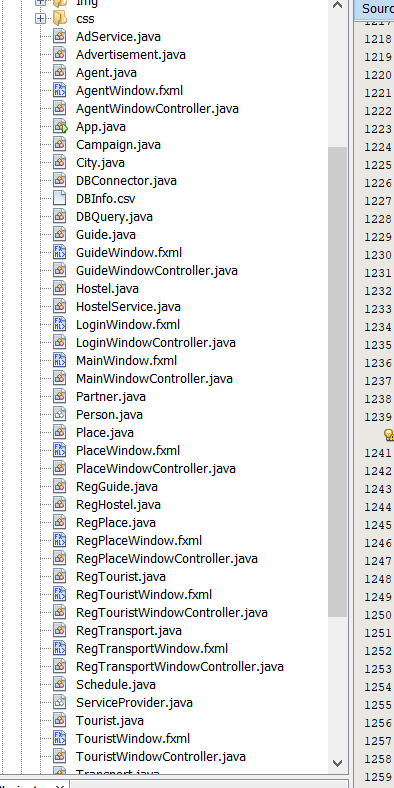 Img
css
AdService.java
Advertisement.java
Agent.java
AgentWindow.fxml
AgentWindowController.java
App.java
Campaign.java
City.java
DBConnector.java
DBInfo.csv
DBQuery.java
Guide.java
GuideWindow.fxml
GuideWindowController.java
Hostel.java
HostelService.java
LoginWindow.fxml
LoginWindowController.java
MainWindow.fxml
MainWindowController.java
Partner.java
Person.java
Place.java
PlaceWindow.fxml
PlaceWindowController.java
RegGuide.java
RegHostel.java
RegPlace.java
RegPlaceWindow.fxml
RegPlaceWindowController.java
RegTourist.java
RegTouristWindow.fxml
RegTouristWindowController.java
RegTransport.java
RegTransportWindow.fxml
RegTransportWindowController.java
Schedule.java
ServiceProvider.java
Tourist.java
TouristWindow.fxml
TouristWindowController.java
Transport.java
Sourc
1217
1218
1219
1220
1221
1222
1223
1224
1225
1226
1227
1228
1229
1230
1231
1232
1233
1234
1235
1236
1237
1238
1239
1241
1242
1243
1244
1245
1246
1247
1248
1249
1250
1251
1252
1253
1254
1255
1256
1257
1258
1259